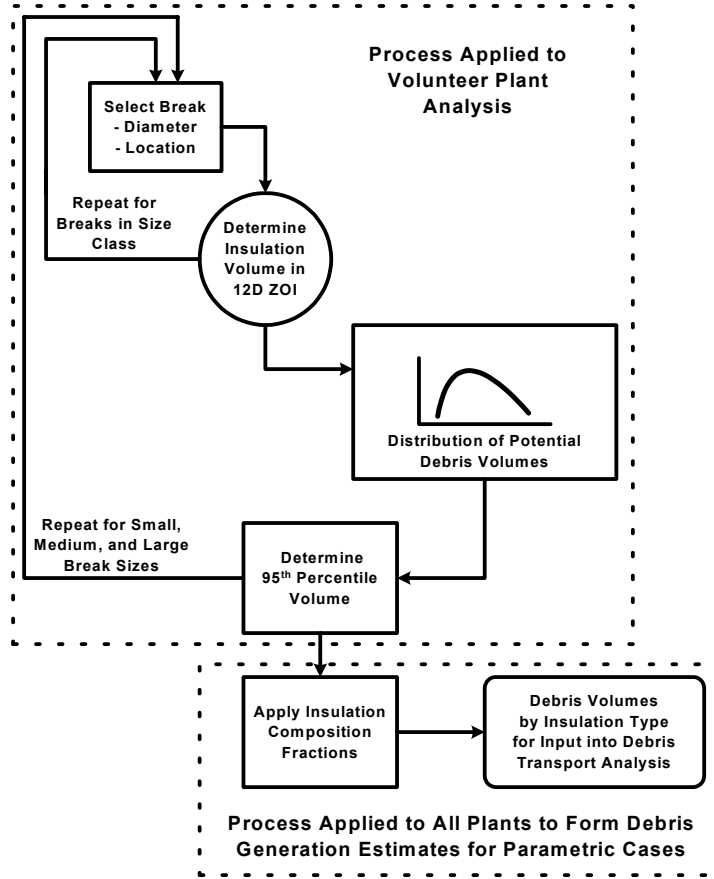 Process Applied to
Volunteer Plant
Analysis
Select Break
- Diameter
- Location
Repeat for
Breaks in Size
Class
Determine
Insulation
Volume in
12D ZOI
Distribution of Potential
Debris Volumes
Repeat for Small,
Medium, and Large
Break Sizes
Determine
95th Percentile
Volume
Apply Insulation
Composition
Fractions
Debris Volumes
by Insulation Type
for Input into Debris
Transport Analysis
Process Applied to All Plants to Form Debris
Generation Estimates for Parametric Cases